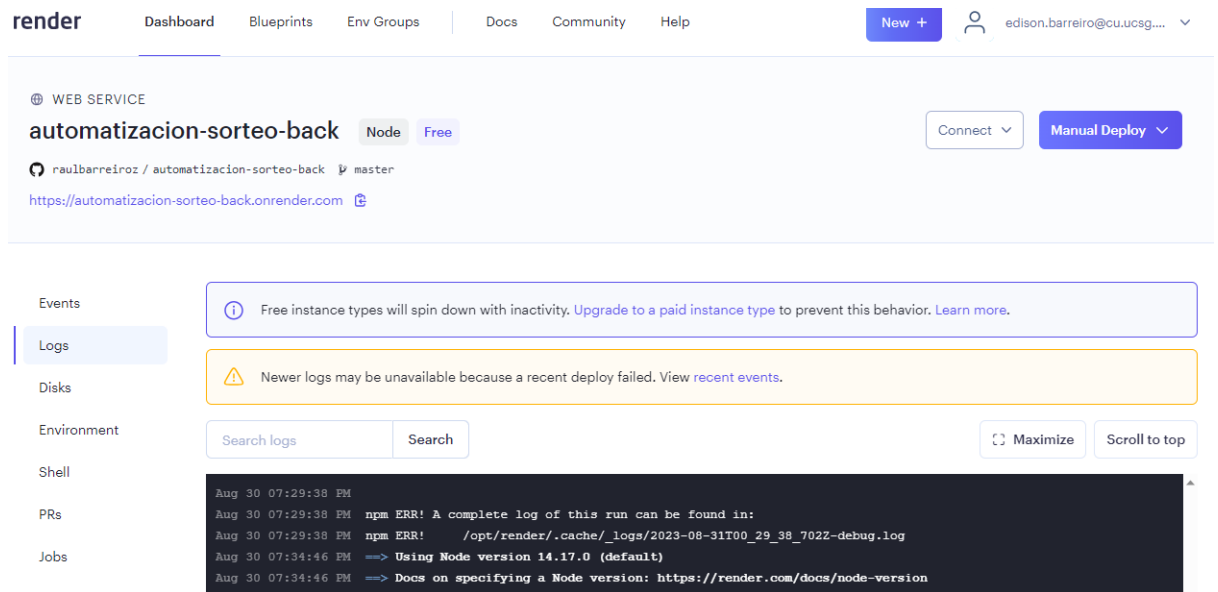 render Dashboard Blueprints Env Groups Docs Community Help New + edison.barreiro@cu.ucsg....
WEB SERVICE
automatizacion-sorteo-back Node Free Connect Manual Deploy
raulbarreiroz / automatizacion-sorteo-back master
https://automatizacion-sorteo-back.onrender.com
Events
Logs
Disks
Environment
Shell
PRs
Jobs
Free instance types will spin down with inactivity. Upgrade to a paid instance type to prevent this behavior. Learn more.
Newer logs may be unavailable because a recent deploy failed. View recent events.
Search logs Search Maximize Scroll to top
Aug 30 07:29:38 PM
Aug 30 07:29:38 PM npm ERR! A complete log of this run can be found in:
Aug 30 07:29:38 PM npm ERR!     /opt/render/.cache/_logs/2023-08-31T00_29_38_702Z-debug.log
Aug 30 07:34:46 PM ==> Using Node version 14.17.0 (default)
Aug 30 07:34:46 PM ==> Docs on specifying a Node version: https://render.com/docs/node-version